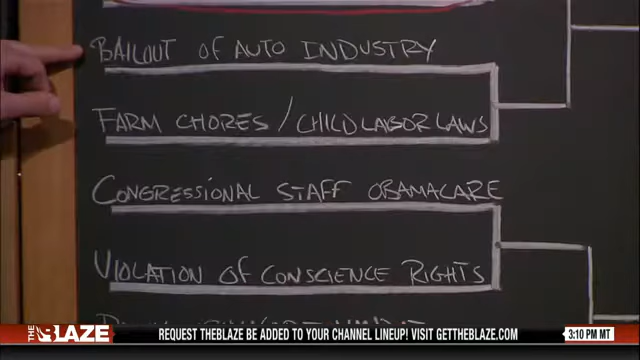 BAILOUT OF AUTO INDUSTRY
FARM CHORES / CHILD LABOR LAWS
CONGRESSIONAL STAFF OBAMACARE
VIOLATION OF CONSCIENCE RIGHTS
THE BLAZE REQUEST THEBLAZE BE ADDED TO YOUR CHANNEL LINEUP! VISIT GETTHEBLAZE.COM 3:10 PM MT